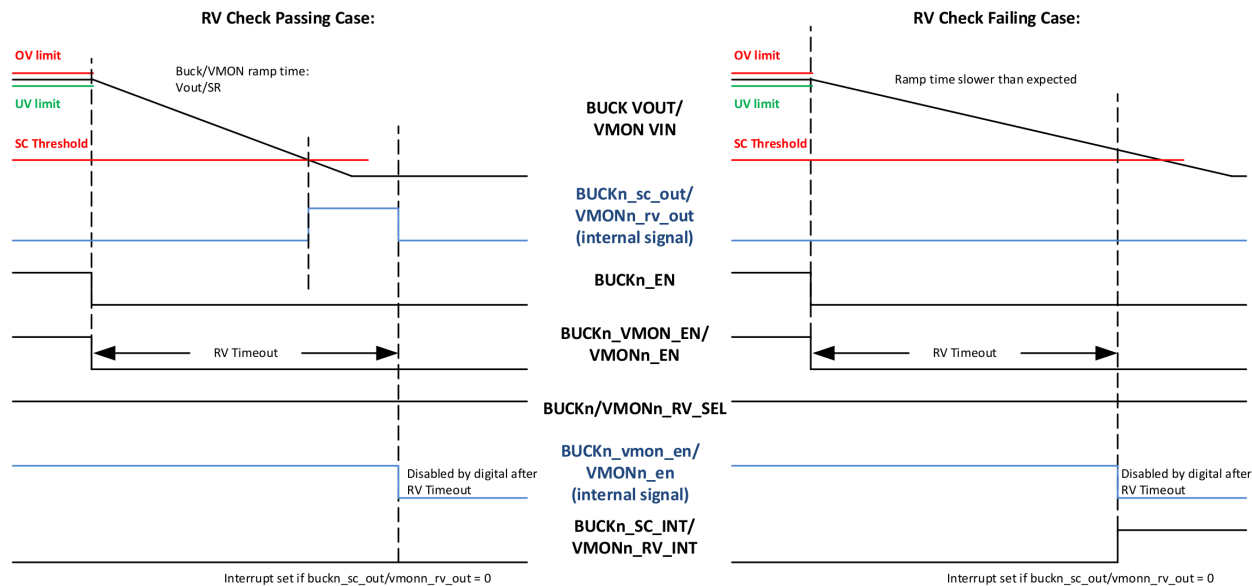 RV Check Passing Case:
RV Check Failing Case:
OV limit
Buck/VMON ramp time:
Vout/SR
UV limit
SC Threshold
BUCK VOUT/
VMON VIN
OV limit
Ramp time slower than expected
UV limit
SC Threshold
BUCKn_sc_out/
VMONn_rv_out
(internal signal)
BUCKn_EN
RV Timeout
BUCKn_VMON_EN/
VMONn_EN
RV Timeout
BUCKn/VMONn_RV_SEL
Disabled by digital after
RV Timeout
BUCKn_vmon_en/
VMONn_en
(internal signal)
Disabled by digital after
RV Timeout
BUCKn_SC_INT/
VMONn_RV_INT
Interrupt set if buckn_sc_out/vmonn_rv_out = 0
Interrupt set if buckn_sc_out/vmonn_rv_out = 0